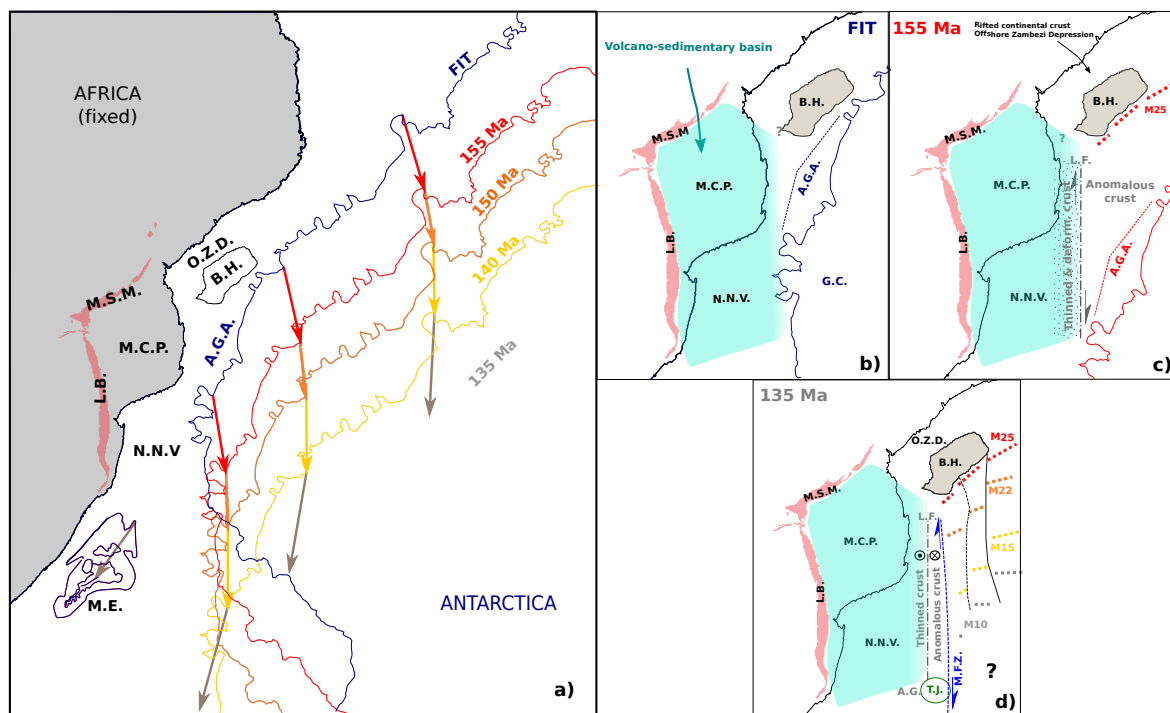 AFRICA
(fixed)
FIT
155 Ma
150 Ma
140 Ma
135 Ma
O.Z.D.
B.H.
M.S.M.
M.C.P.
A.G.A.
L.B.
N.N.V
M.E.
ANTARCTICA
a)
Volcano-sedimentary basin
FIT
B.H.
M.S.M
?
M.C.P.
A.G.A.
L.B.
N.N.V.
G.C.
b)
155 Ma
Rifted continental crust
Offshore Zambezi Depression
B.H.
M25
M.S.M.
?
L.F.
M.C.P.
Anomalous
crust
Thinned & deform. crust
L.B.
A.G.A.
N.N.V.
c)
135 Ma
O.Z.D.
M25
B.H.
M.S.M.
M22
L.F.
M.C.P.
M15
Thinned crust
Anomalous crust
L.B.
M10
N.N.V.
M.F.Z.
A.G.
T.J.
?
d)